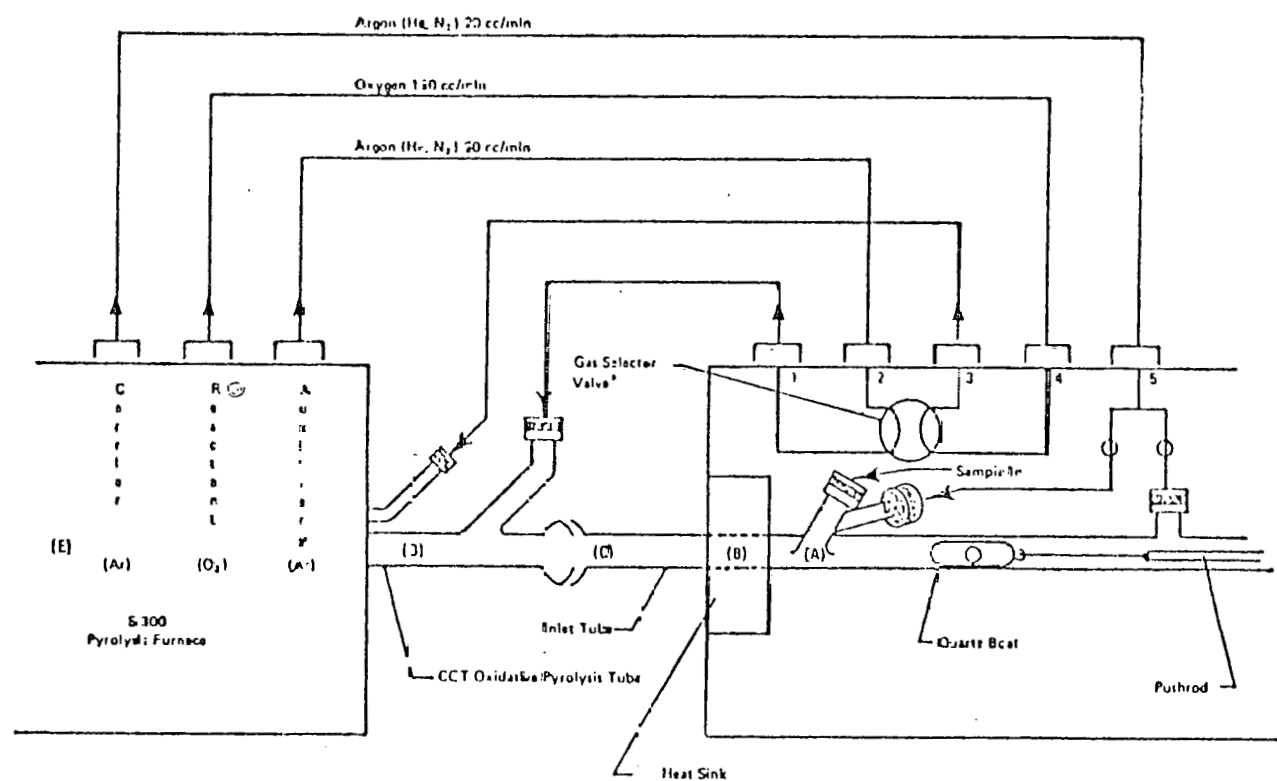 Argon (He, N₂) 20 cc/min
Oxygen cc/min
Argon (He, N₂) 20 cc/min
Gas Selector
Valve
1
2
3
4
5
Carrier
Reactant
Auxiliary
Sample In
(E)
(Ar)
(O₂)
(Ar)
(D)
(C)
(B)
(A)
300
Pyrolysis Furnace
Inlet Tube
Quartz Boat
CCT Oxidative/Pyrolysis Tube
Pushrod
Heat Sink